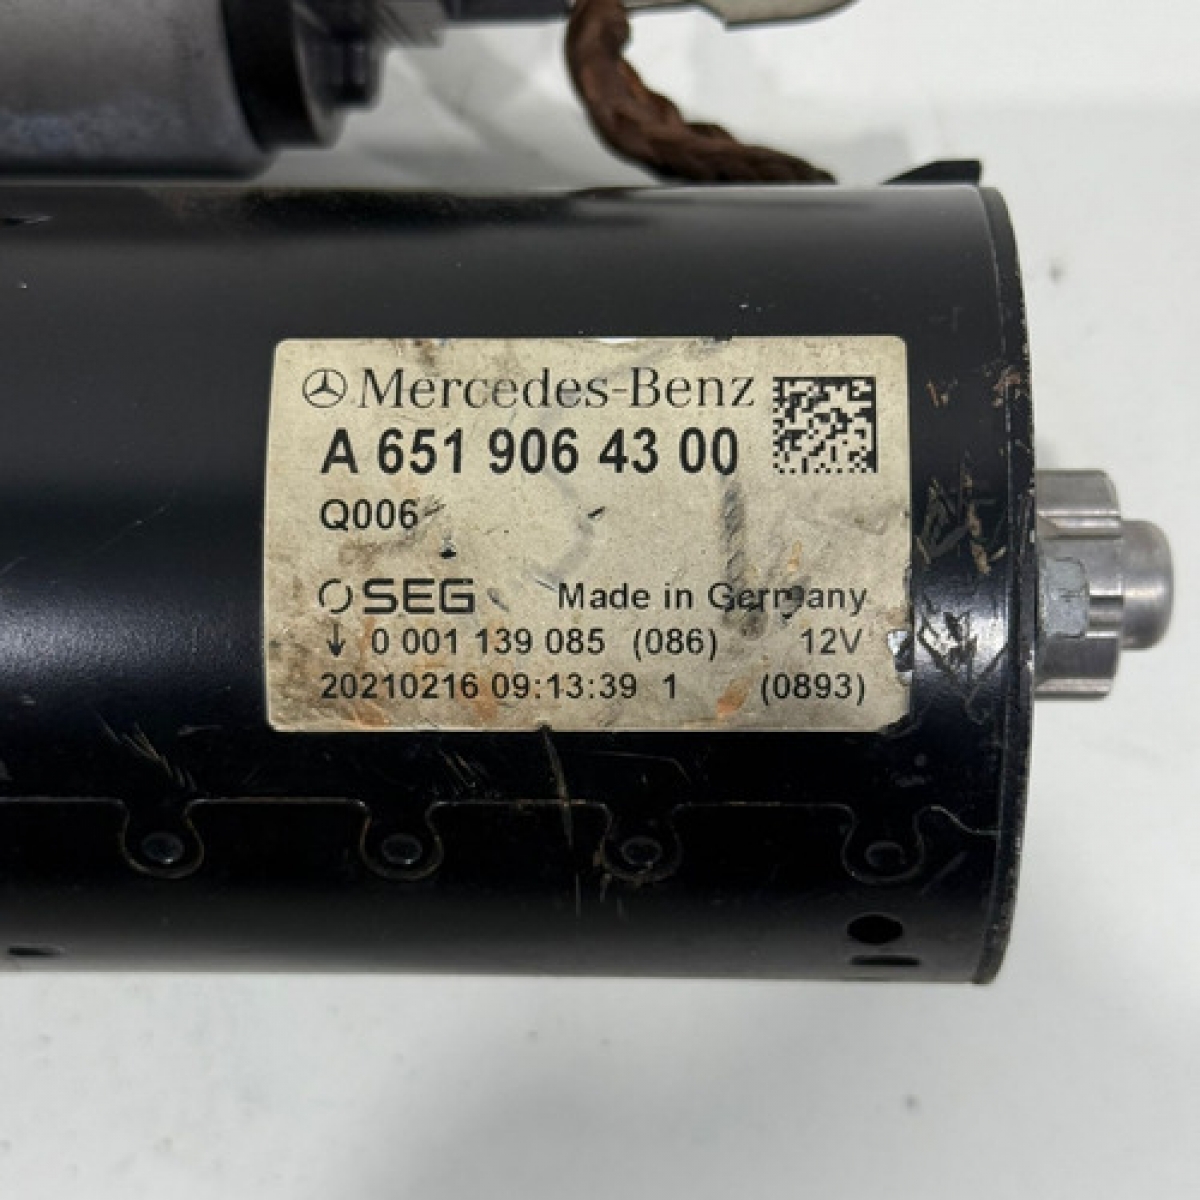 Mercedes-Benz
A 651 906 43 00
Q006
SEG Made in Germany
↓ 0 001 139 085 (086) 12V
20210216 09:13:39 1 (0893)